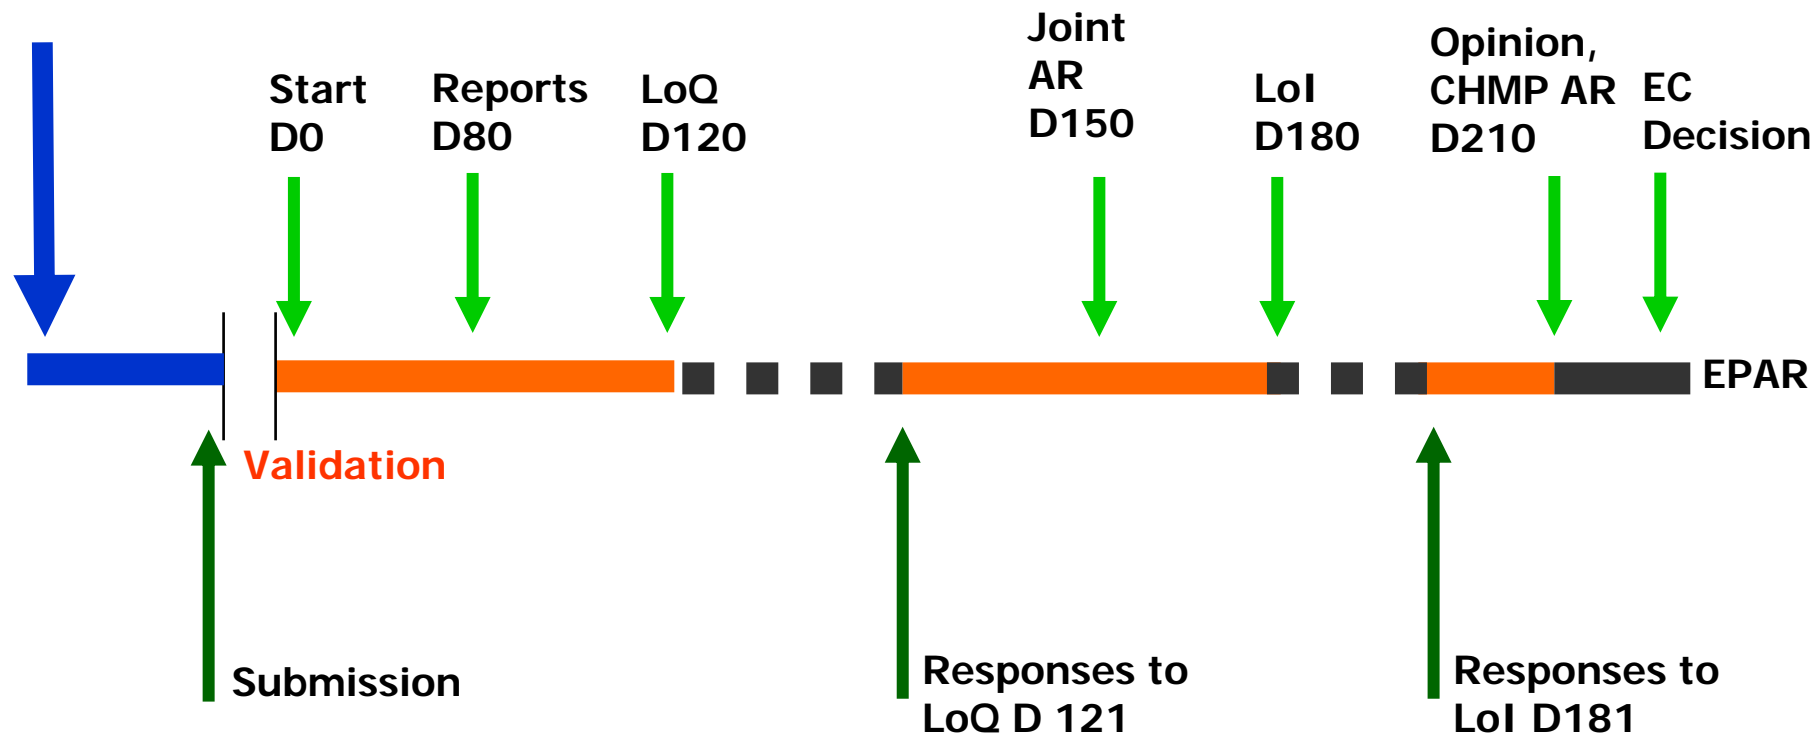 Start
D0
Reports
D80
LoQ
D120
Joint
AR
D150
LoI
D180
Opinion,
CHMP AR
D210
EC
Decision
EPAR
Validation
Submission
Responses to
LoQ D 121
Responses to
LoI D181